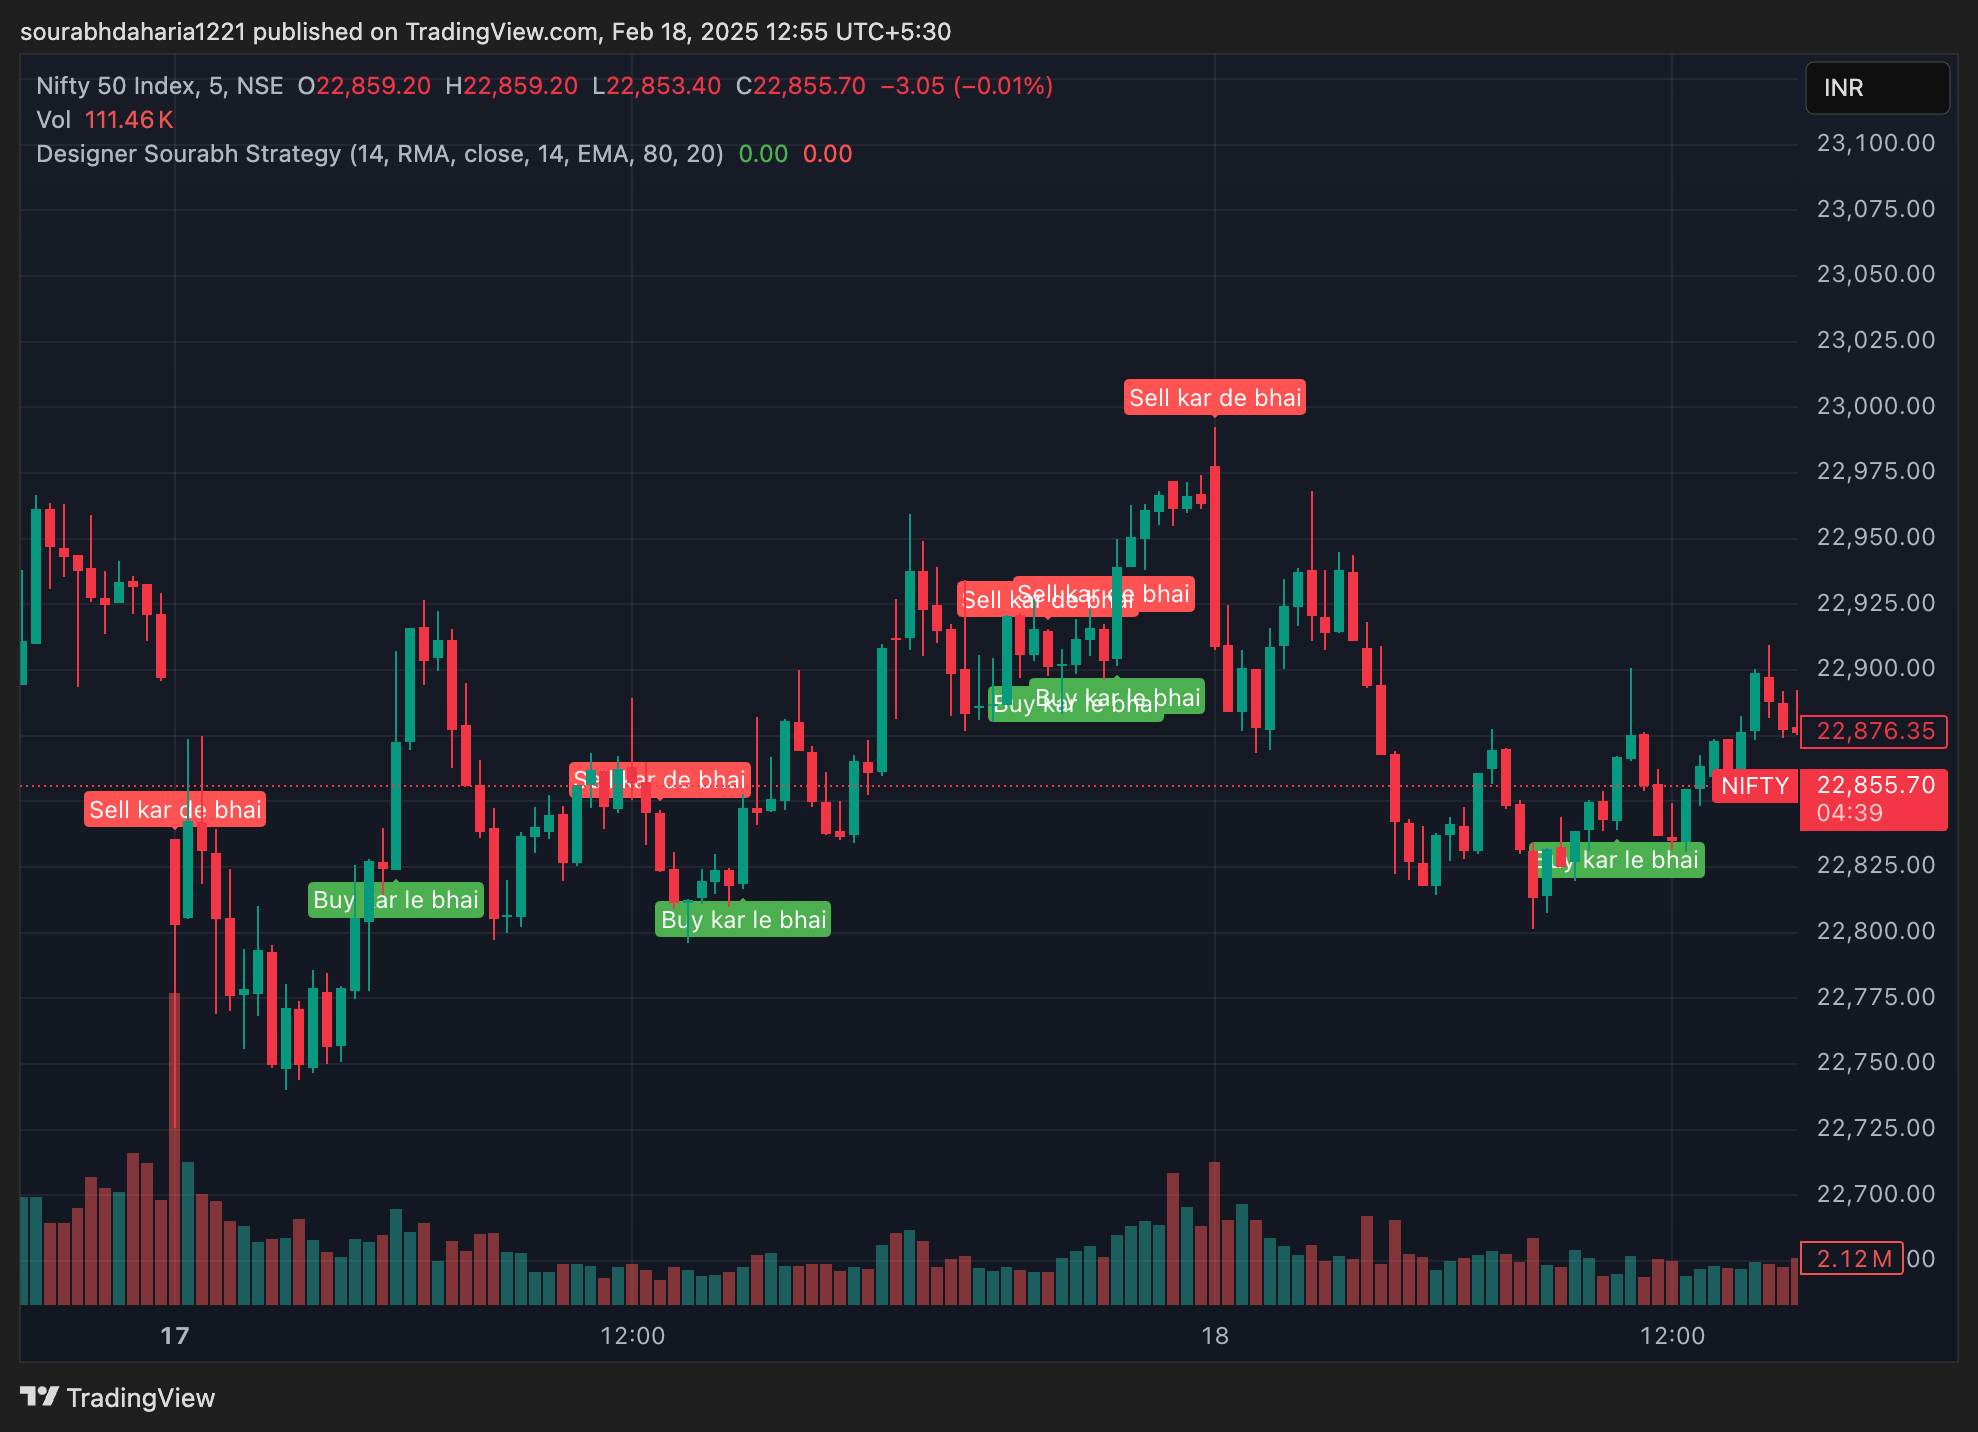 sourabhdaharia1221 published on TradingView.com, Feb 18, 2025 12:55 UTC+5:30
Nifty 50 Index, 5, NSE O22,859.20 H22,859.20 L22,853.40 C22,855.70 −3.05 (−0.01%)
INR
Vol 111.46 K
Designer Sourabh Strategy (14, RMA, close, 14, EMA, 80, 20) 0.00 0.00
23,100.00
23,075.00
23,050.00
23,025.00
Sell kar de bhai
23,000.00
22,975.00
22,950.00
Sell kar de bhai
Sell kar de bhai
22,925.00
22,900.00
Buy kar le bhai
Buy kar le bhai
22,876.35
Sell kar de bhai
NIFTY 22,855.70
04:39
Sell kar de bhai
Buy kar le bhai
22,825.00
Buy kar le bhai
Buy kar le bhai
22,800.00
22,775.00
22,750.00
22,725.00
22,700.00
2.12 M
00
17 12:00 18 12:00
TradingView